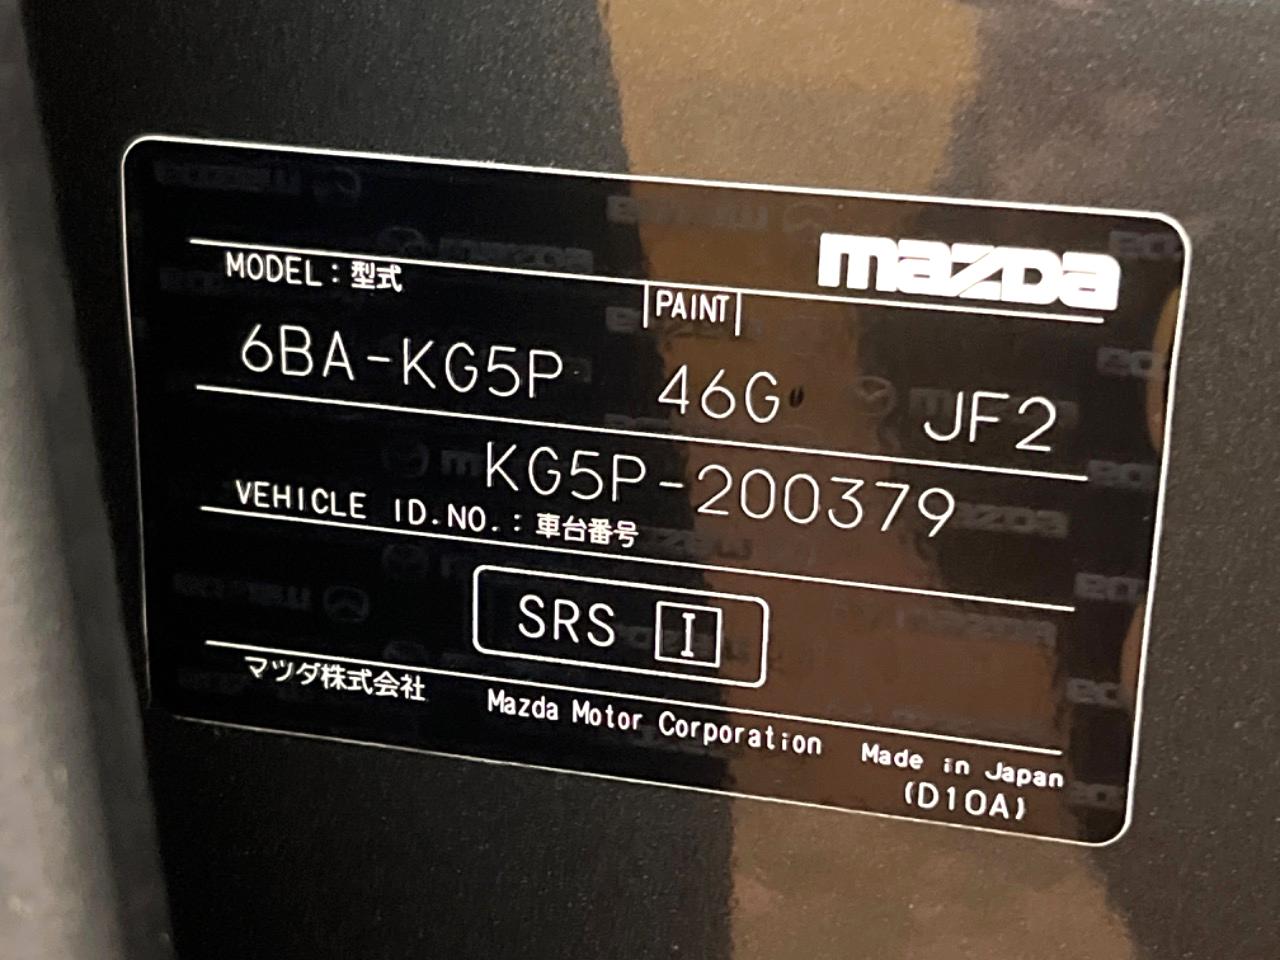 mazda
MODEL : 型式
PAINT
6BA-KG5P 46G JF2
KG5P-200379
VEHICLE ID.NO. : 車台番号
SRS I
マツダ株式会社 Mazda Motor Corporation Made in Japan
(D10A)